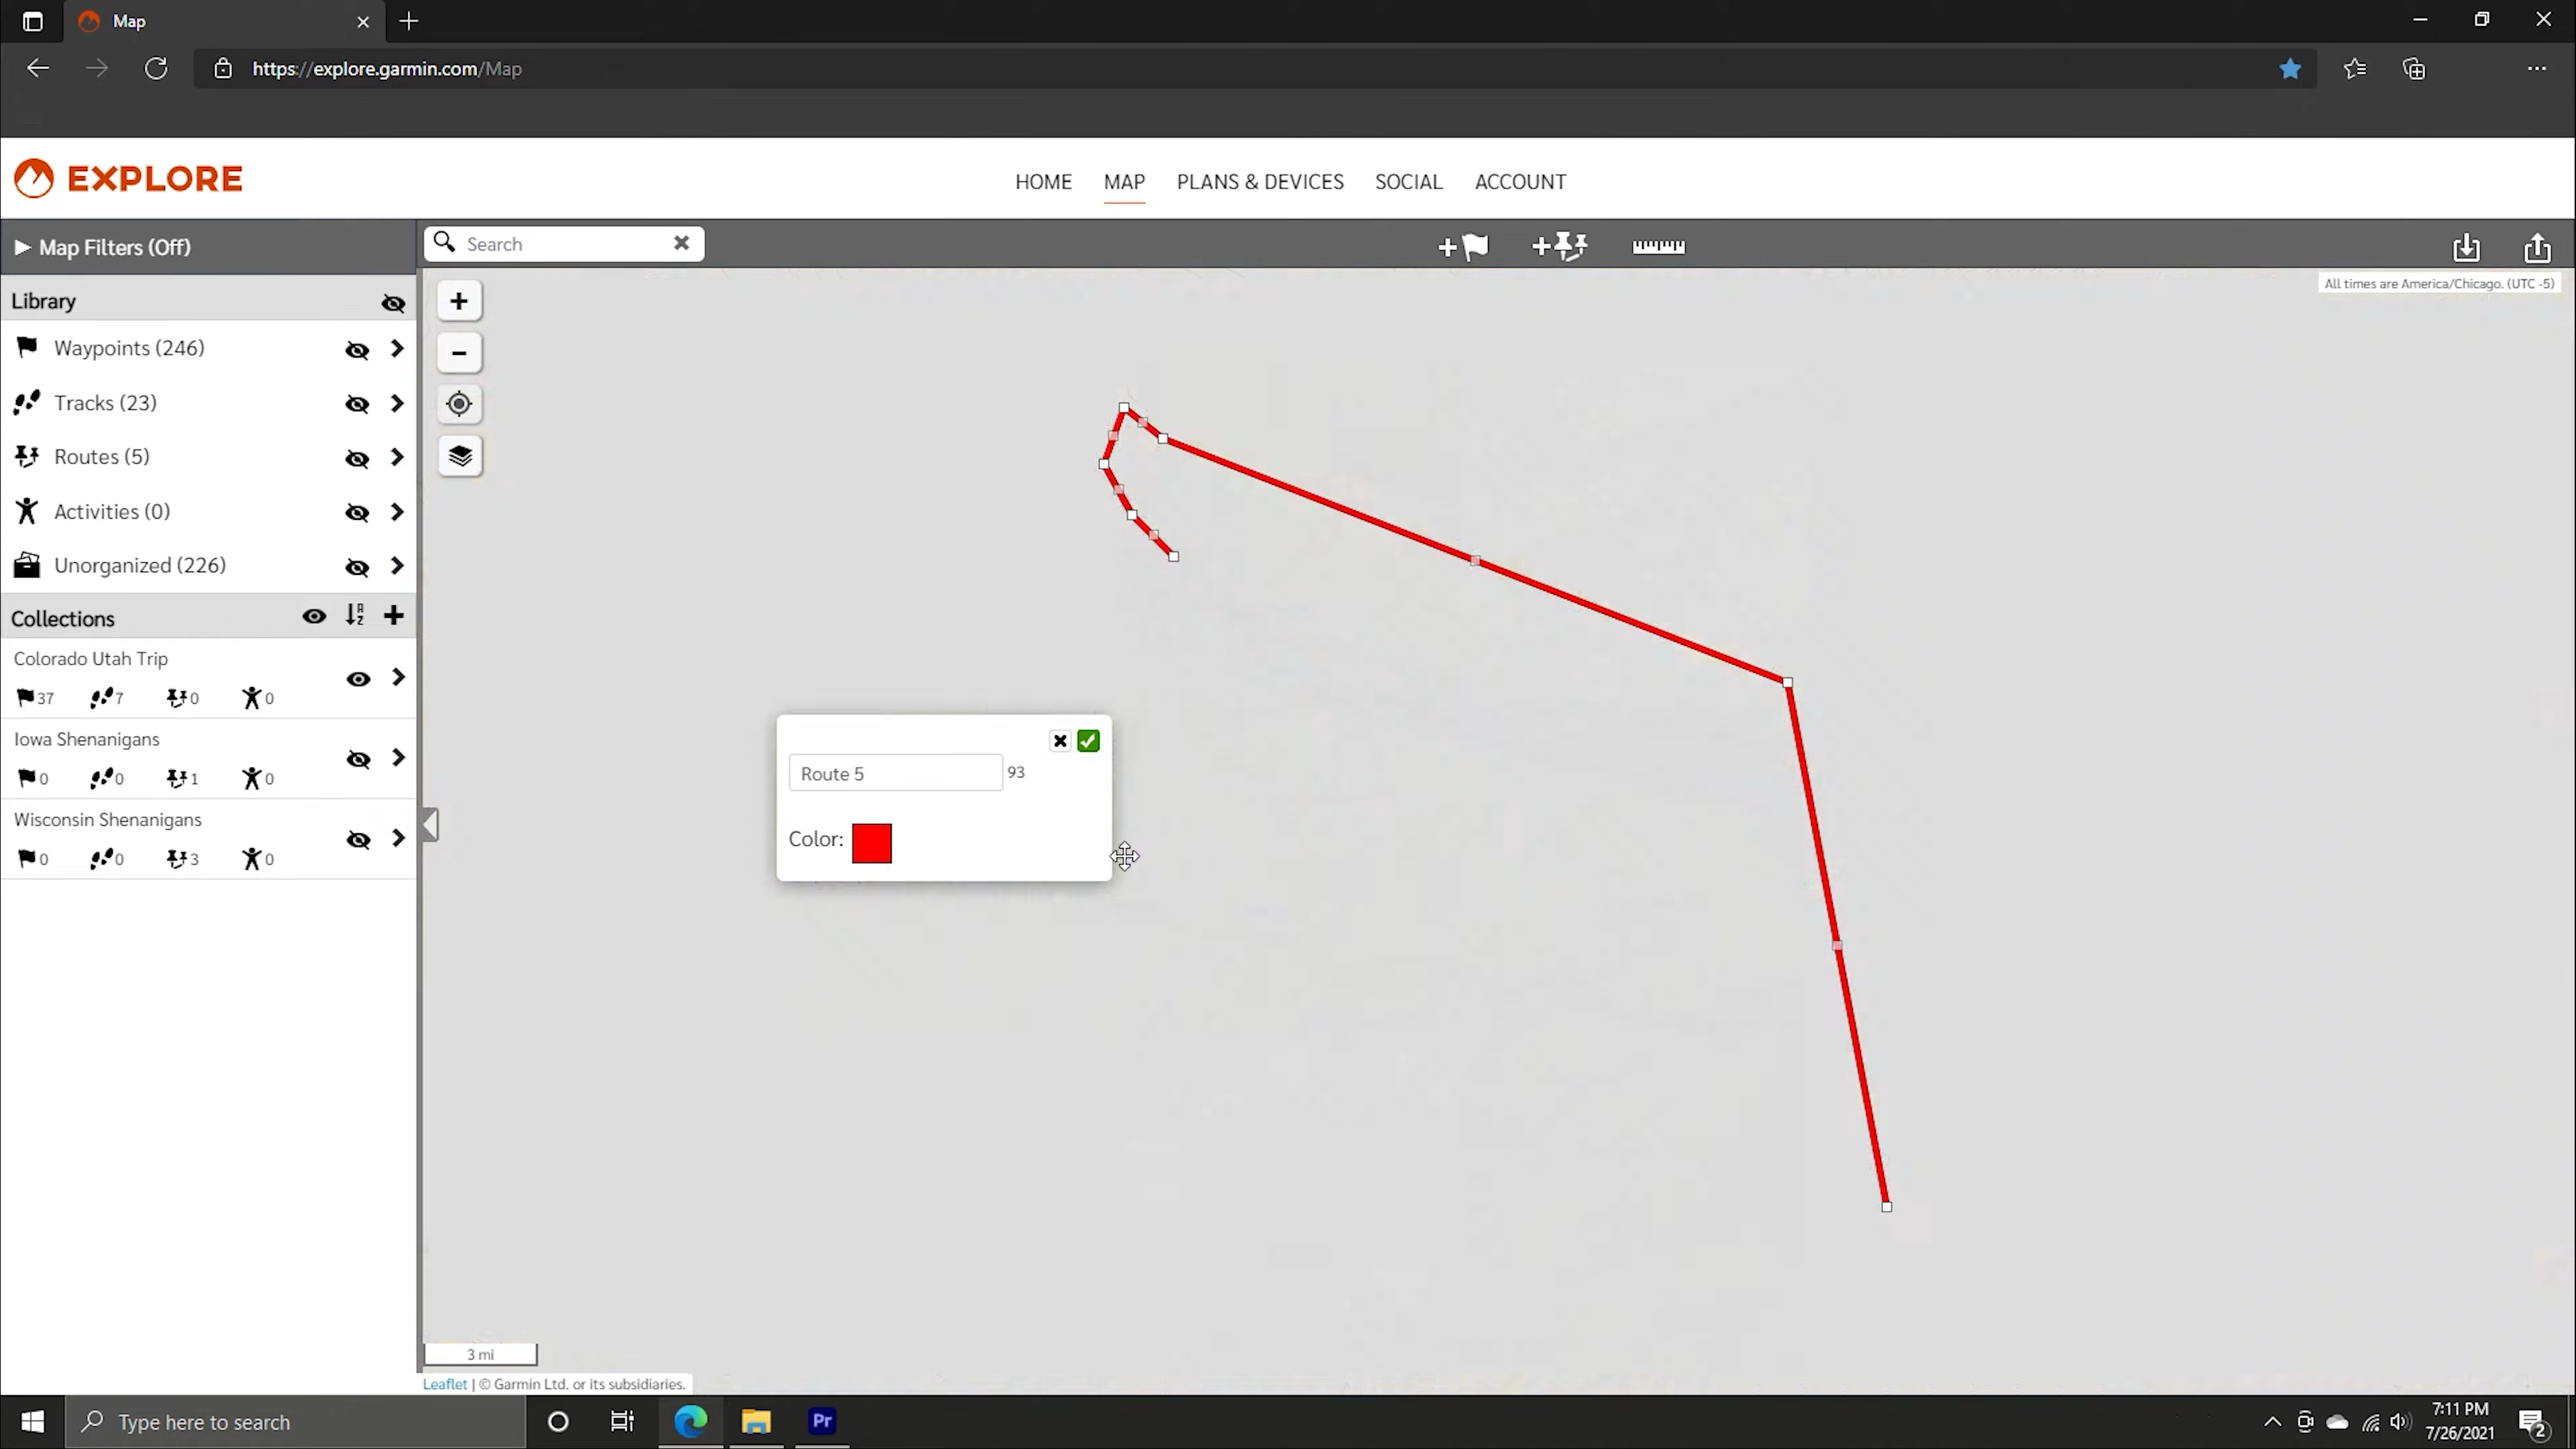 Map
https://explore.garmin.com/Map
EXPLORE
HOME MAP PLANS & DEVICES SOCIAL ACCOUNT
Map Filters (Off)
Search
All times are America/Chicago. (UTC -5)
Library
Waypoints (246)
Tracks (23)
Routes (5)
Activities (0)
Unorganized (226)
Collections
Colorado Utah Trip
37 7 0 0
Iowa Shenanigans
0 0 1 0
Wisconsin Shenanigans
0 0 3 0
Route 5 93
Color:
3 mi
Leaflet | © Garmin Ltd. or its subsidiaries.
Type here to search
Pr
7:11 PM
7/26/2021
2